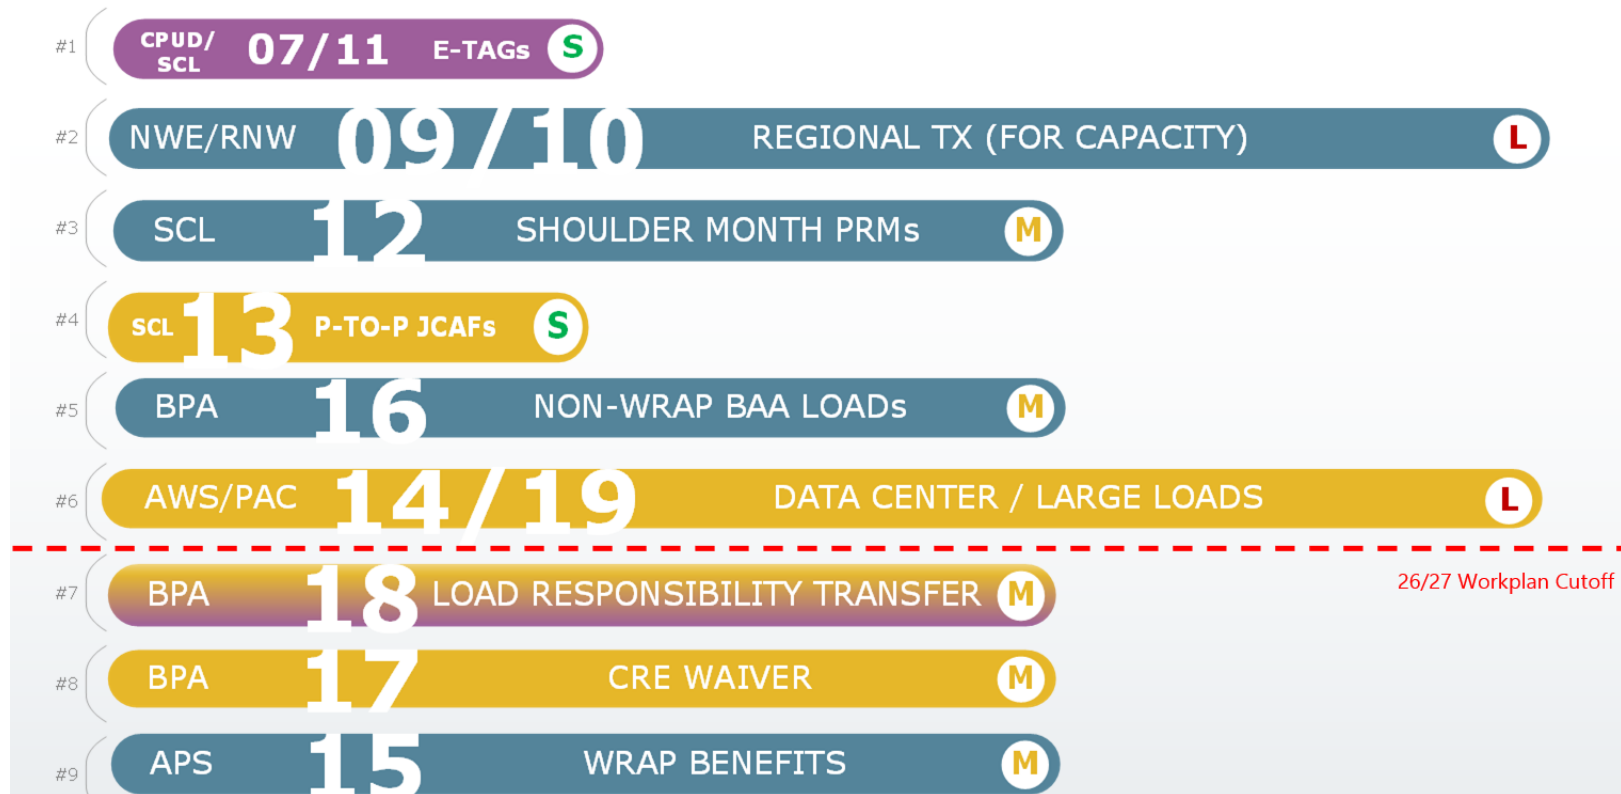 #1 CPUD/ SCL 07/11 E-TAGs S
#2 NWE/RNW 09/10 REGIONAL TX (FOR CAPACITY) L
#3 SCL 12 SHOULDER MONTH PRMs M
#4 SCL 13 P-TO-P JCAFs S
#5 BPA 16 NON-WRAP BAA LOADs M
#6 AWS/PAC 14/19 DATA CENTER / LARGE LOADS L
26/27 Workplan Cutoff
#7 BPA 18 LOAD RESPONSIBILITY TRANSFER M
#8 BPA 17 CRE WAIVER M
#9 APS 15 WRAP BENEFITS M